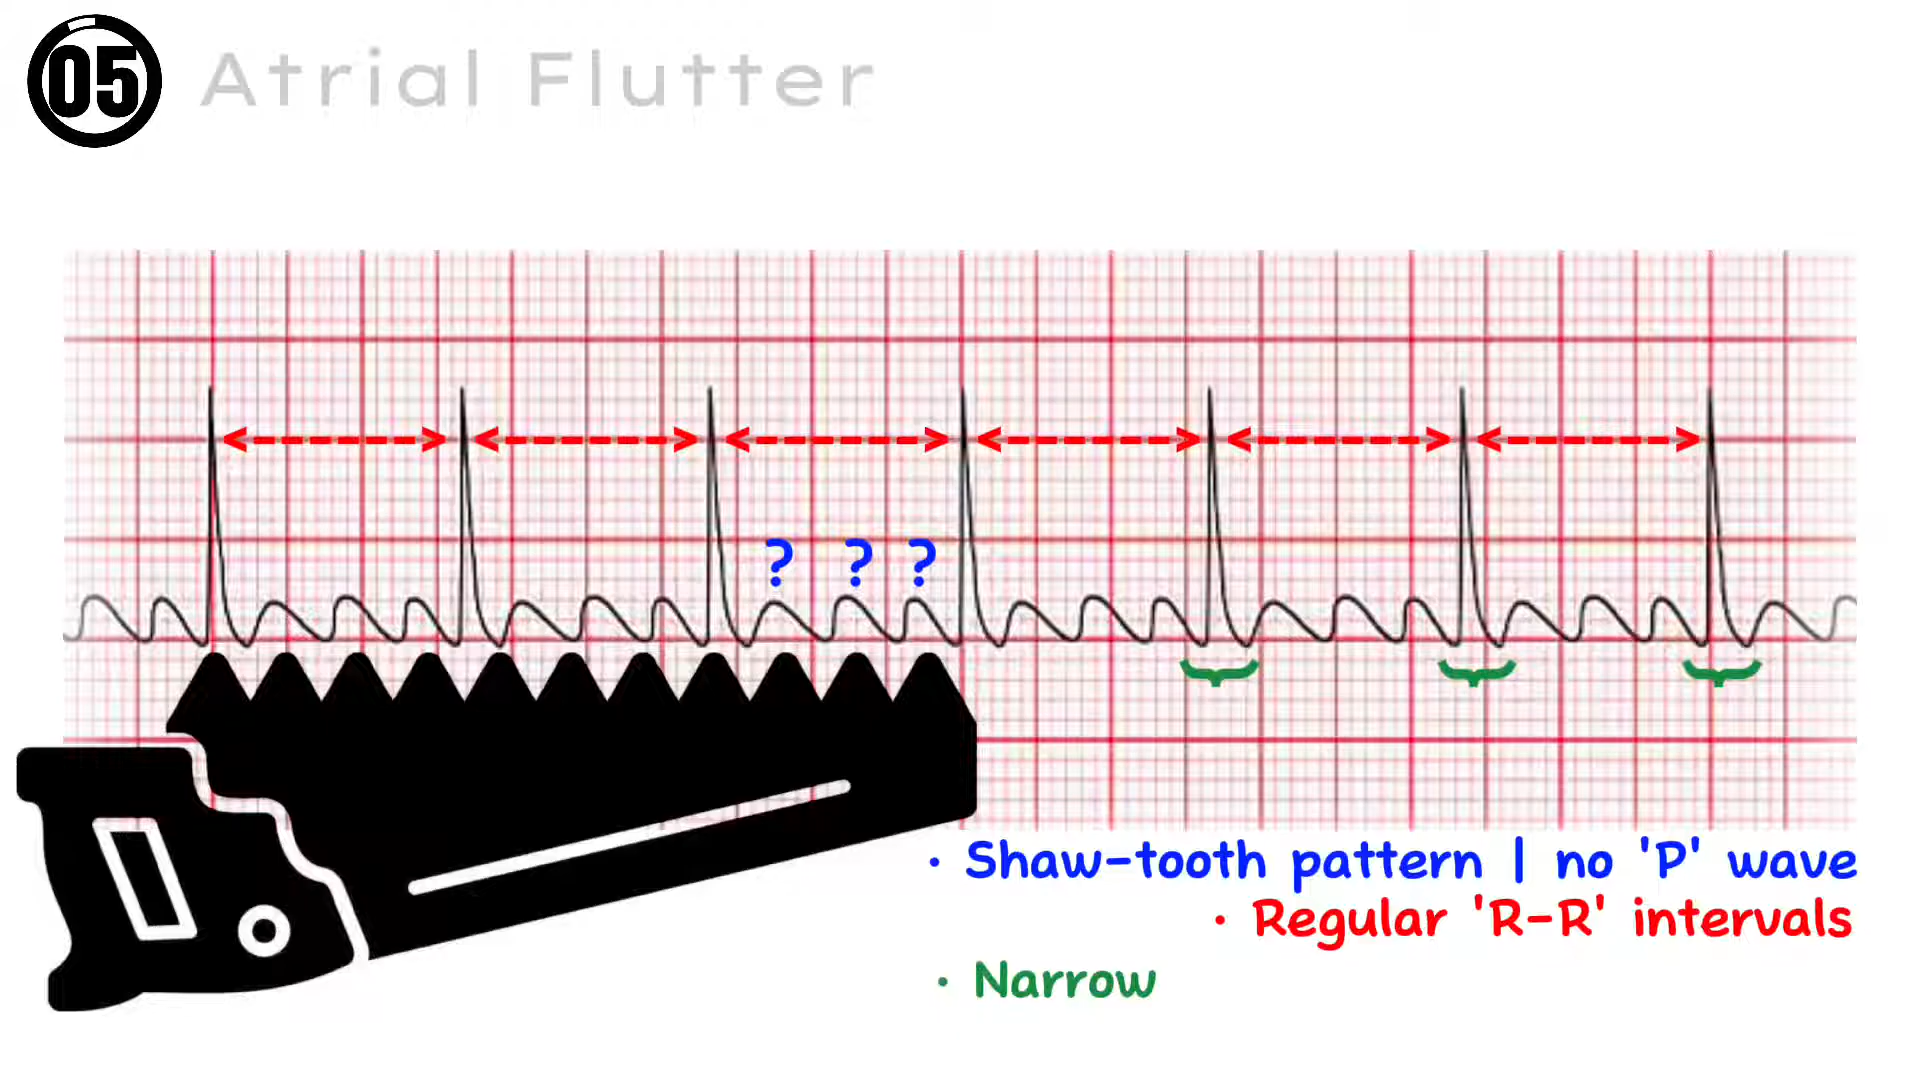 05 Atrial Flutter
? ? ?
· Shaw-tooth pattern | no 'P' wave
· Regular 'R-R' intervals
· Narrow